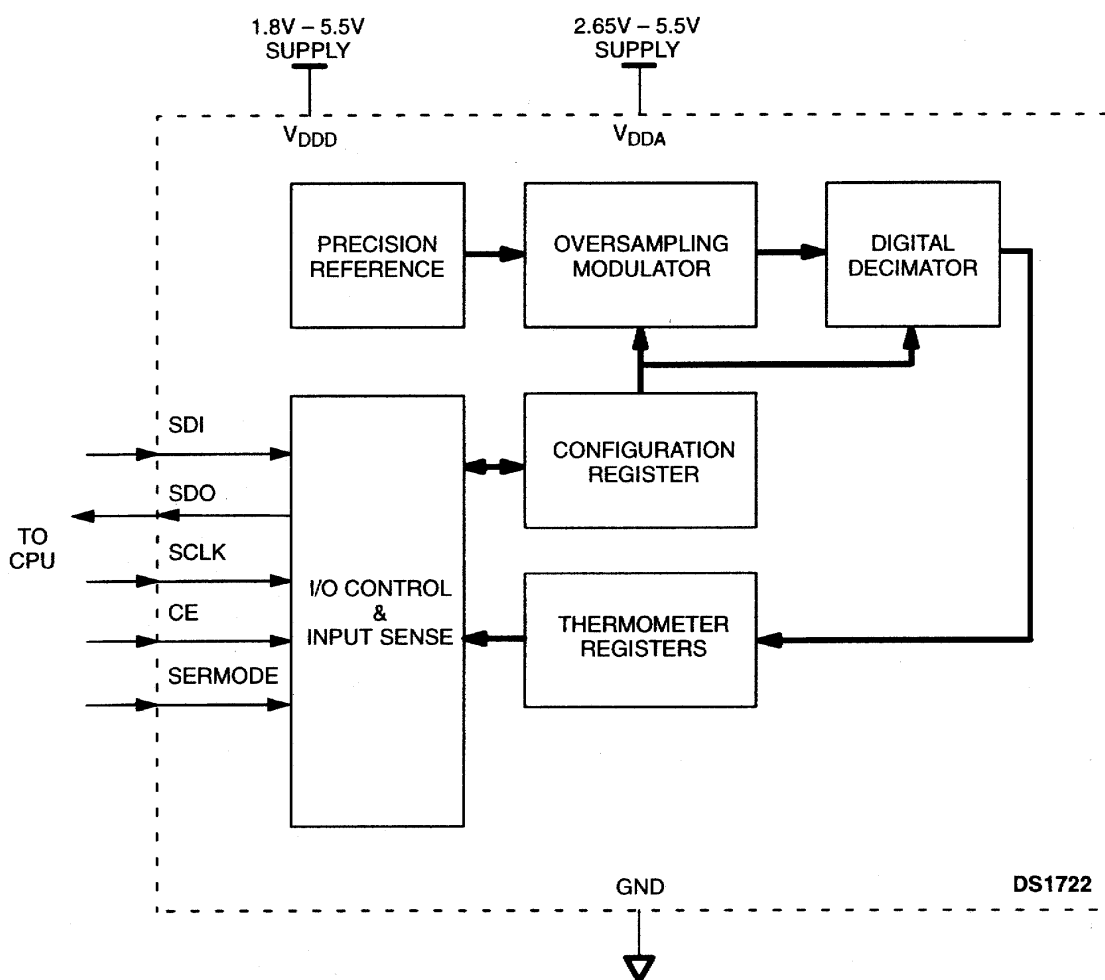 1.8V – 5.5V
SUPPLY
2.65V – 5.5V
SUPPLY
VDDD
VDDA
PRECISION
REFERENCE
OVERSAMPLING
MODULATOR
DIGITAL
DECIMATOR
SDI
SDO
TO
CPU
SCLK
CE
SERMODE
I/O CONTROL
&
INPUT SENSE
CONFIGURATION
REGISTER
THERMOMETER
REGISTERS
GND
DS1722